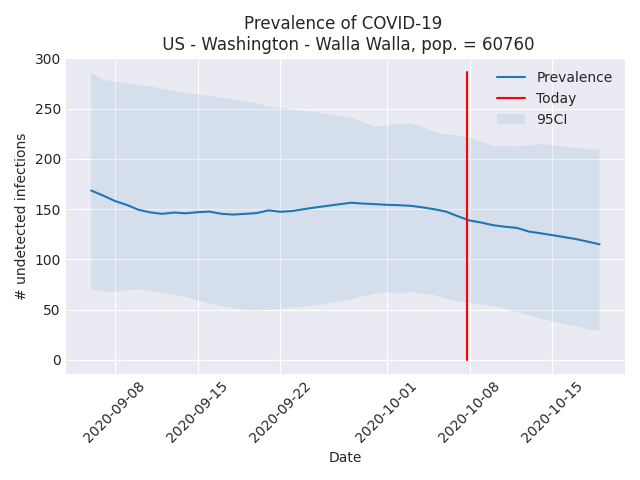 Prevalence of COVID-19
US - Washington - Walla Walla, pop. = 60760
Prevalence
Today
95CI
# undetected infections
300
250
200
150
100
50
0
2020-09-08
2020-09-15
2020-09-22
2020-10-01
2020-10-08
2020-10-15
Date